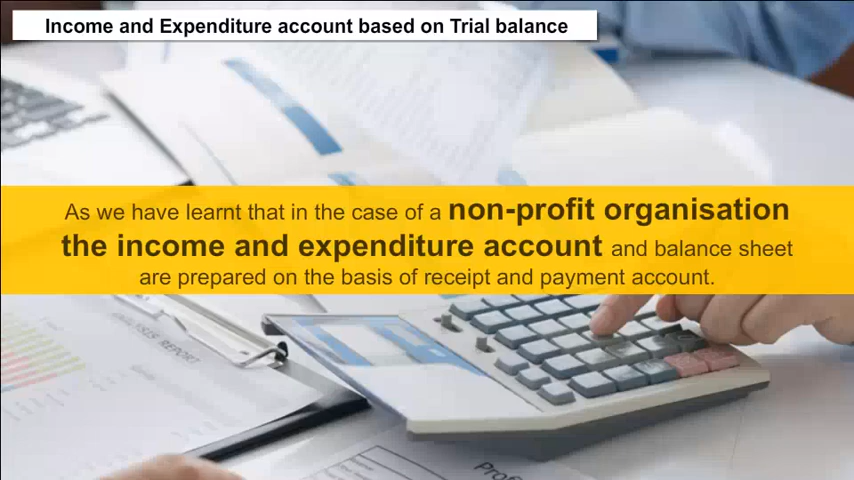 Income and Expenditure account based on Trial balance
As we have learnt that in the case of a non-profit organisation
the income and expenditure account and balance sheet
are prepared on the basis of receipt and payment account.
ANALYSIS REPORT